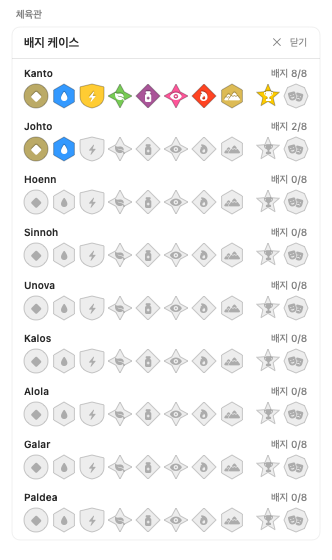 체육관
배지 케이스 닫기
Kanto 배지 8/8
Johto 배지 2/8
Hoenn 배지 0/8
Sinnoh 배지 0/8
Unova 배지 0/8
Kalos 배지 0/8
Alola 배지 0/8
Galar 배지 0/8
Paldea 배지 0/8